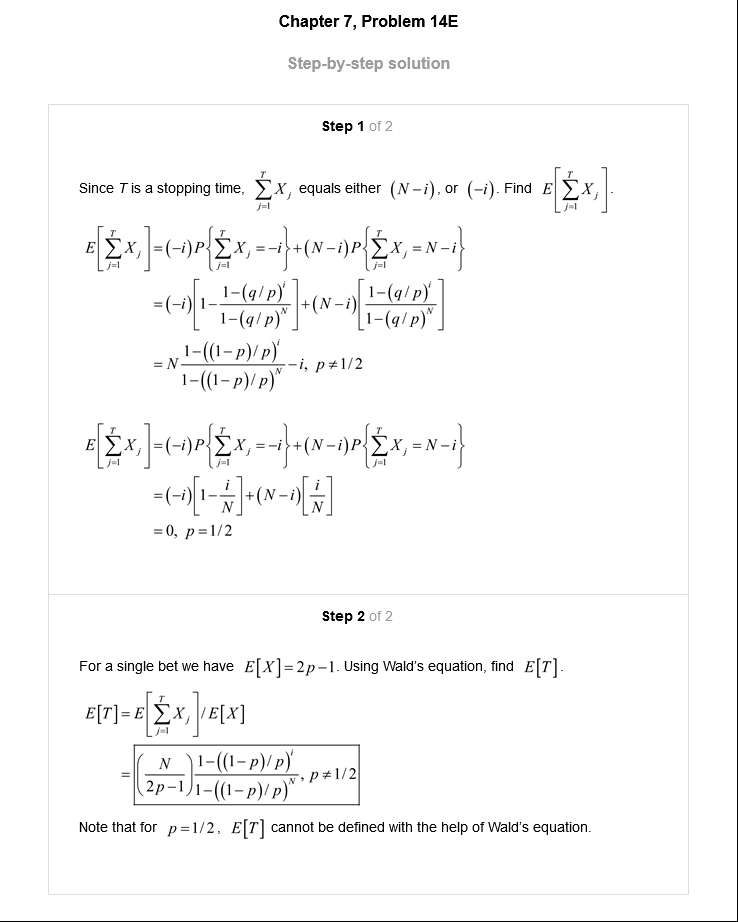 Chapter 7, Problem 14E
Step-by-step solution
Step 1 of 2
Since T is a stopping time, \sum_{j=1}^{T} X_j equals either (N-i), or (-i). Find E\left[\sum_{j=1}^{T} X_j\right].
E\left[\sum_{j=1}^{T} X_j\right]=(-i)P\left\{\sum_{j=1}^{T} X_j=-i\right\}+(N-i)P\left\{\sum_{j=1}^{T} X_j=N-i\right\}
=(-i)\left[1-\frac{1-(q/p)^i}{1-(q/p)^N}\right]+(N-i)\left[\frac{1-(q/p)^i}{1-(q/p)^N}\right]
=N\frac{1-((1-p)/p)^i}{1-((1-p)/p)^N}-i, p≠1/2
E\left[\sum_{j=1}^{T} X_j\right]=(-i)P\left\{\sum_{j=1}^{T} X_j=-i\right\}+(N-i)P\left\{\sum_{j=1}^{T} X_j=N-i\right\}
=(-i)\left[1-\frac{i}{N}\right]+(N-i)\left[\frac{i}{N}\right]
=0, p=1/2
Step 2 of 2
For a single bet we have E[X]=2p-1. Using Wald's equation, find E[T].
E[T]=E\left[\sum_{j=1}^{T} X_j\right]/E[X]
=\left(\frac{N}{2p-1}\right)\frac{1-((1-p)/p)^i}{1-((1-p)/p)^N}, p≠1/2
Note that for p=1/2, E[T] cannot be defined with the help of Wald's equation.